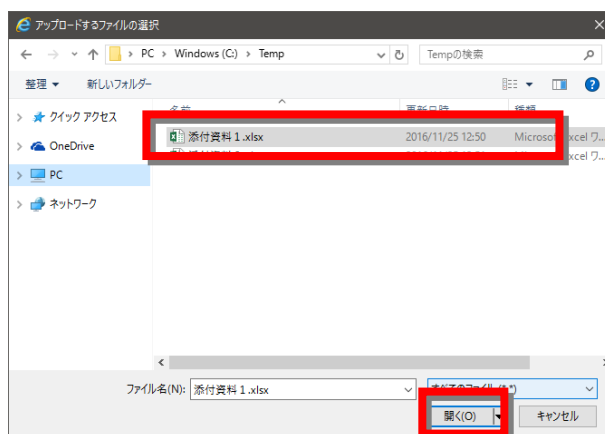 アップロードするファイルの選択
PC > Windows (C:) > Temp
Tempの検索
整理 新しいフォルダー
クイック アクセス
OneDrive
PC
ネットワーク
添付資料１.xlsx 2016/11/25 12:50 Microsoft Excel ワ...
ファイル名(N): 添付資料１.xlsx
開く(O) キャンセル